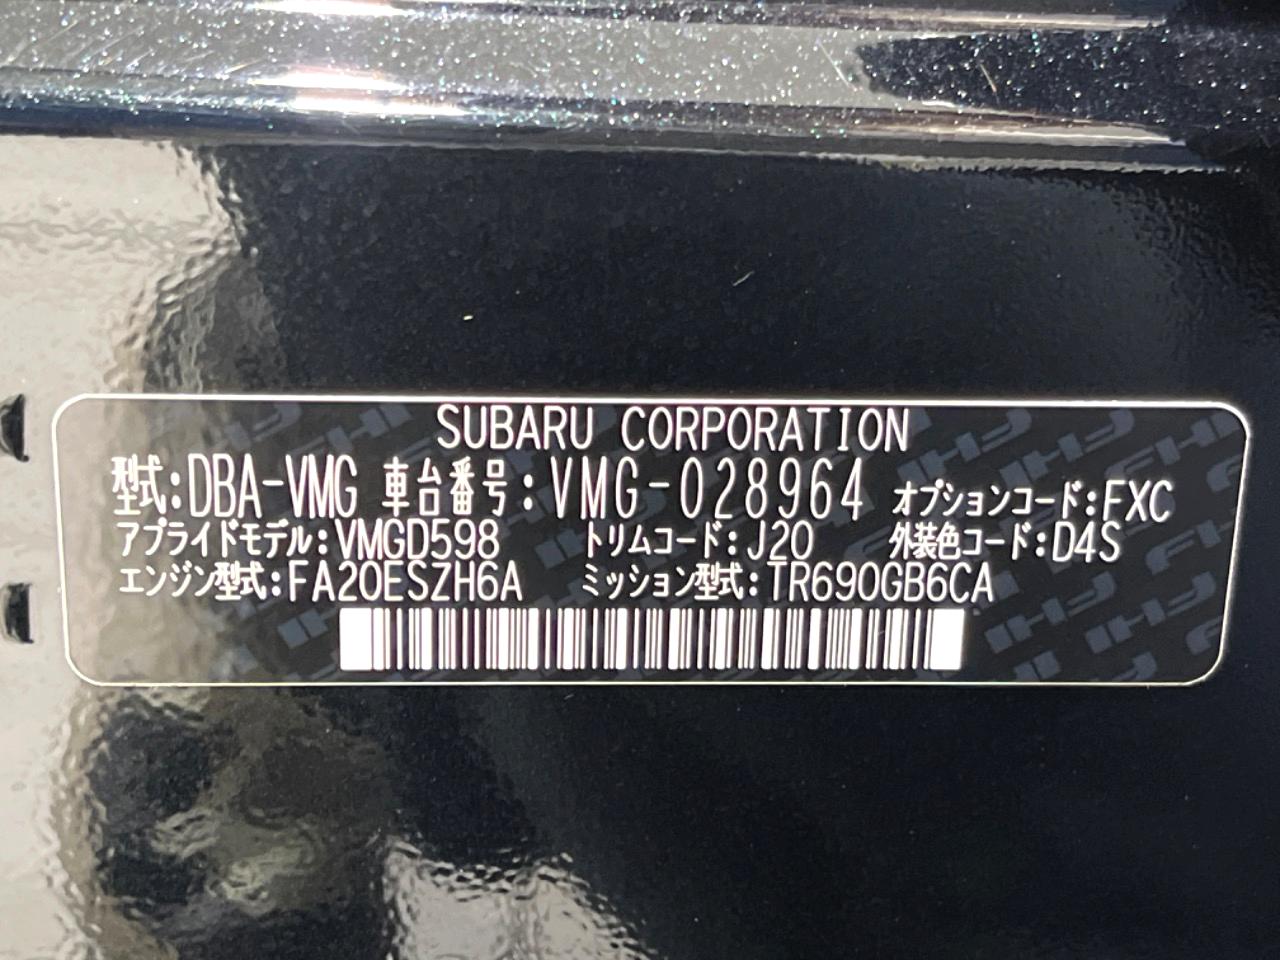 SUBARU CORPORATION
型式:DBA-VMG 車台番号:VMG-028964 オプションコード:FXC
アプライドモデル:VMGD598 トリムコード:J20 外装色コード:D4S
エンジン型式:FA20ESZH6A ミッション型式:TR690GB6CA